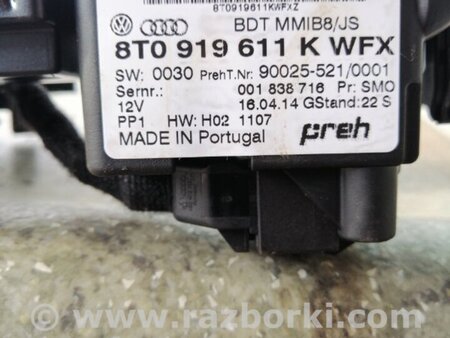 8T0919611KWFXZ
BDT MMIB8/JS
8T0 919 611 K WFX
SW: 0030 PrehT.Nr: 90025-521/0001
Sernr.: 001 838 716 Pr: SMO
12V 16.04.14 GStand: 22 S
PP1 HW: H02 1107
MADE IN Portugal preh
© www.razborki.com